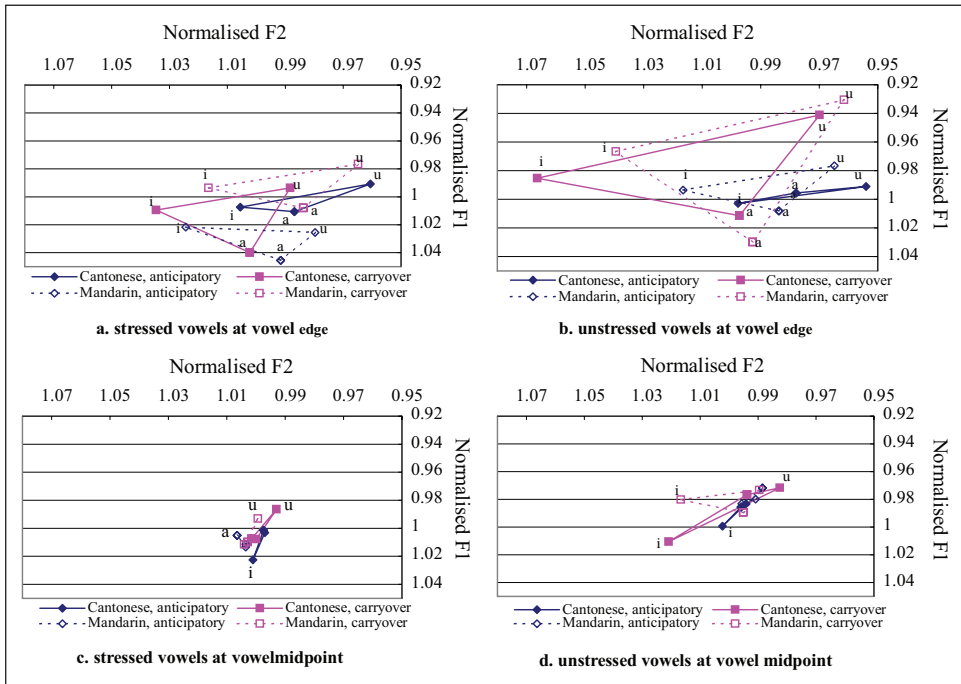 Normalised F2
1.07 1.05 1.03 1.01 0.99 0.97 0.95
0.92
0.94
0.96
0.98
1
1.02
1.04
Normalised F1
i
u
u
u
i
i
a
a
i
a
a
u
Cantonese, anticipatory
Cantonese, carryover
Mandarin, anticipatory
Mandarin, carryover
a. stressed vowels at vowel edge
Normalised F2
1.07 1.05 1.03 1.01 0.99 0.97 0.95
0.92
0.94
0.96
0.98
1
1.02
1.04
Normalised F1
u
u
i
i
u
i
a
u
i
a
a
a
Cantonese, anticipatory
Cantonese, carryover
Mandarin, anticipatory
Mandarin, carryover
b. unstressed vowels at vowel edge
Normalised F2
1.07 1.05 1.03 1.01 0.99 0.97 0.95
0.92
0.94
0.96
0.98
1
1.02
1.04
Normalised F1
u
u
a
i
Cantonese, anticipatory
Cantonese, carryover
Mandarin, anticipatory
Mandarin, carryover
c. stressed vowels at vowelmidpoint
Normalised F2
1.07 1.05 1.03 1.01 0.99 0.97 0.95
0.92
0.94
0.96
0.98
1
1.02
1.04
Normalised F1
u
i
i
i
Cantonese, anticipatory
Cantonese, carryover
Mandarin, anticipatory
Mandarin, carryover
d. unstressed vowels at vowel midpoint